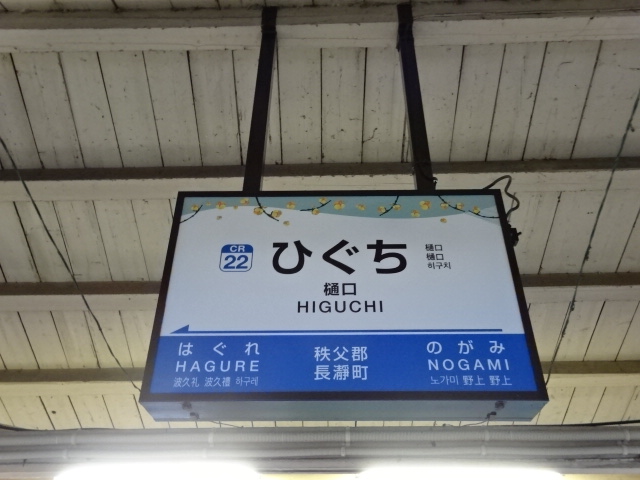 CR
22
ひぐち
樋口
樋口
히구치
樋口
HIGUCHI
はぐれ
HAGURE
波久礼 波久禮 하구레
秩父郡
長瀞町
のがみ
NOGAMI
노가미 野上 野上